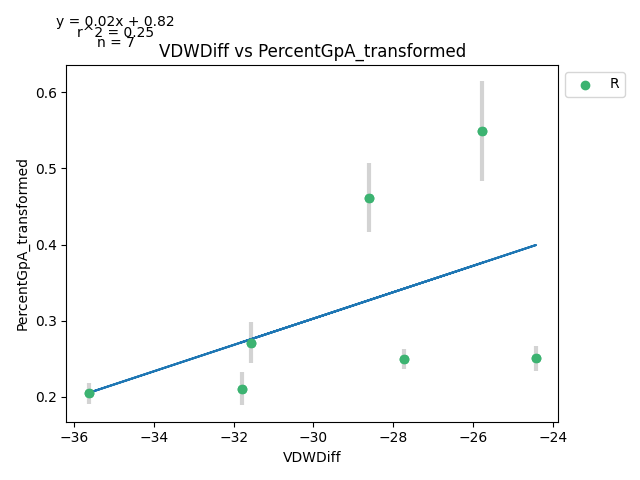 y = 0.02x + 0.82
r^2 = 0.25
n = 7
VDWDiff vs PercentGpA_transformed
R
PercentGpA_transformed
0.6
0.5
0.4
0.3
0.2
−36
−34
−32
−30
−28
−26
−24
VDWDiff